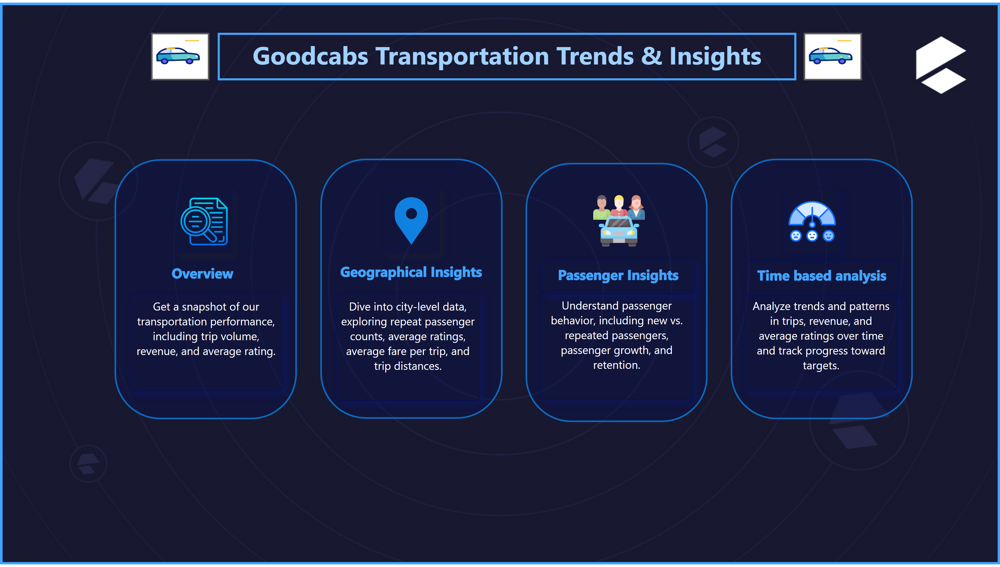 Goodcabs Transportation Trends & Insights
Overview
Get a snapshot of our
transportation performance,
including trip volume,
revenue, and average rating.
Geographical Insights
Dive into city-level data,
exploring repeat passenger
counts, average ratings,
average fare per trip, and
trip distances.
Passenger Insights
Understand passenger
behavior, including new vs.
repeated passengers,
passenger growth, and
retention.
Time based analysis
Analyze trends and patterns
in trips, revenue, and
average ratings over time
and track progress toward
targets.